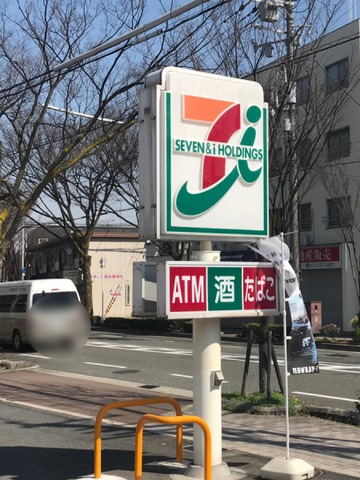 SEVEN&i HOLDINGS
ATM 酒 たばこ